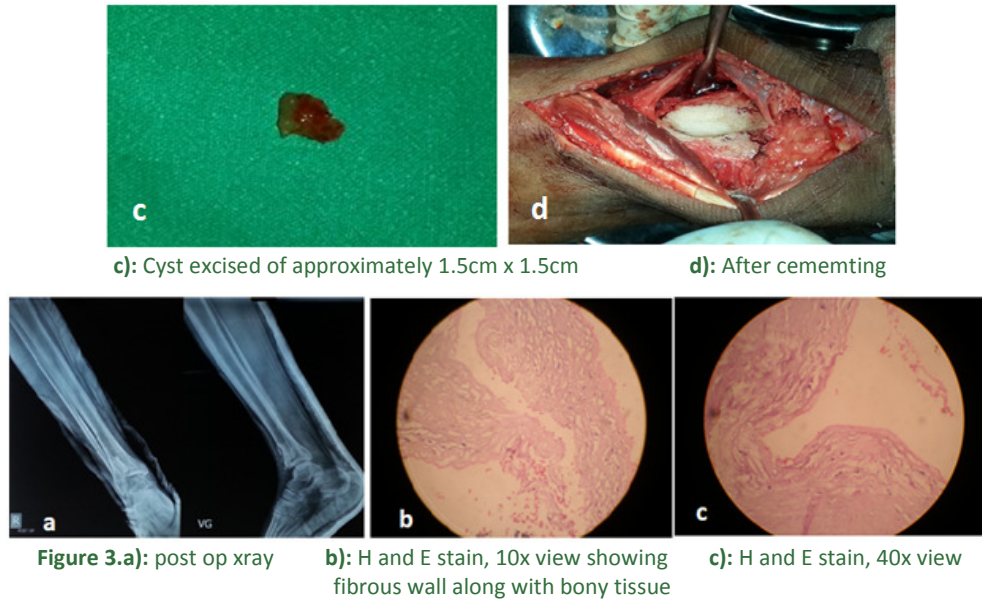 c
d
c): Cyst excised of approximately 1.5cm x 1.5cm
d): After cememting
a
VG
b
c
Figure 3.a): post op xray
b): H and E stain, 10x view showing
fibrous wall along with bony tissue
c): H and E stain, 40x view